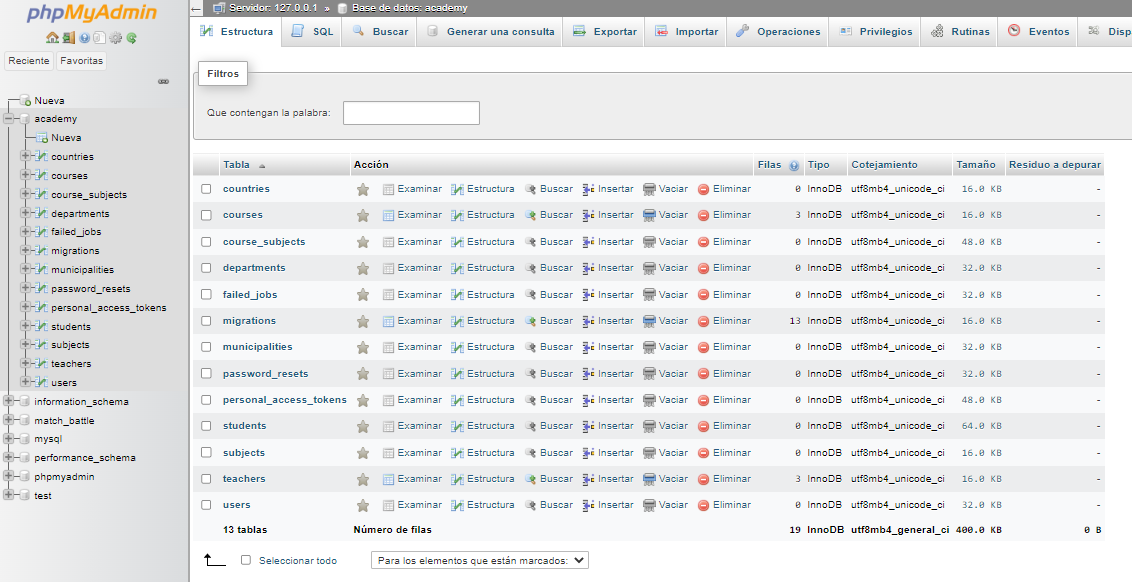 phpMyAdmin
Reciente Favoritas
Nueva
academy
Nueva
countries
courses
course_subjects
departments
failed_jobs
migrations
municipalities
password_resets
personal_access_tokens
students
subjects
teachers
users
information_schema
match_battle
mysql
performance_schema
phpmyadmin
test
Servidor: 127.0.0.1 » Base de datos: academy
Estructura SQL Buscar Generar una consulta Exportar Importar Operaciones Privilegios Rutinas Eventos Disp
Filtros
Que contengan la palabra:
Tabla Acción Filas Tipo Cotejamiento Tamaño Residuo a depurar
countries Examinar Estructura Buscar Insertar Vaciar Eliminar 0 InnoDB utf8mb4_unicode_ci 16.0 KB -
courses Examinar Estructura Buscar Insertar Vaciar Eliminar 3 InnoDB utf8mb4_unicode_ci 16.0 KB -
course_subjects Examinar Estructura Buscar Insertar Vaciar Eliminar 0 InnoDB utf8mb4_unicode_ci 48.0 KB -
departments Examinar Estructura Buscar Insertar Vaciar Eliminar 0 InnoDB utf8mb4_unicode_ci 32.0 KB -
failed_jobs Examinar Estructura Buscar Insertar Vaciar Eliminar 0 InnoDB utf8mb4_unicode_ci 32.0 KB -
migrations Examinar Estructura Buscar Insertar Vaciar Eliminar 13 InnoDB utf8mb4_unicode_ci 16.0 KB -
municipalities Examinar Estructura Buscar Insertar Vaciar Eliminar 0 InnoDB utf8mb4_unicode_ci 32.0 KB -
password_resets Examinar Estructura Buscar Insertar Vaciar Eliminar 0 InnoDB utf8mb4_unicode_ci 32.0 KB -
personal_access_tokens Examinar Estructura Buscar Insertar Vaciar Eliminar 0 InnoDB utf8mb4_unicode_ci 48.0 KB -
students Examinar Estructura Buscar Insertar Vaciar Eliminar 0 InnoDB utf8mb4_unicode_ci 64.0 KB -
subjects Examinar Estructura Buscar Insertar Vaciar Eliminar 0 InnoDB utf8mb4_unicode_ci 16.0 KB -
teachers Examinar Estructura Buscar Insertar Vaciar Eliminar 3 InnoDB utf8mb4_unicode_ci 16.0 KB -
users Examinar Estructura Buscar Insertar Vaciar Eliminar 0 InnoDB utf8mb4_unicode_ci 32.0 KB -
13 tablas Número de filas 19 InnoDB utf8mb4_general_ci 400.0 KB 0 B
Seleccionar todo Para los elementos que están marcados: